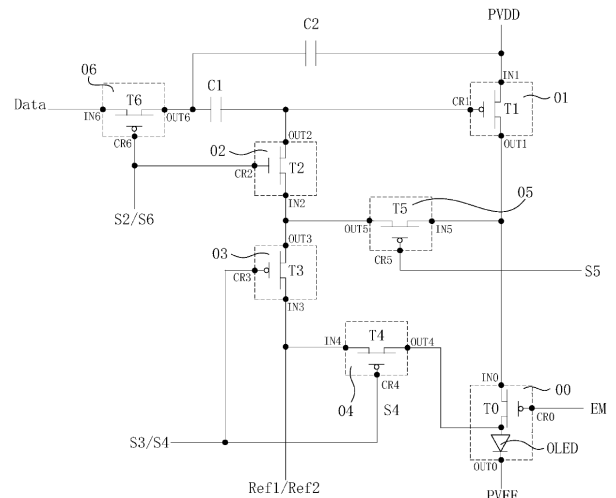 PVDD
C2
06
C1
01
Data
T6
IN1
IN6
OUT6
CR1
T1
CR6
OUT2
OUT1
02
T2
CR2
05
IN2
T5
S2/S6
OUT5
IN5
OUT3
03
CR5
T3
S5
CR3
IN3
T4
IN4
OUT4
CR4
IN0
00
04
S4
T0
EM
CR0
S3/S4
OLED
OUT0
Ref1/Ref2
PVEE